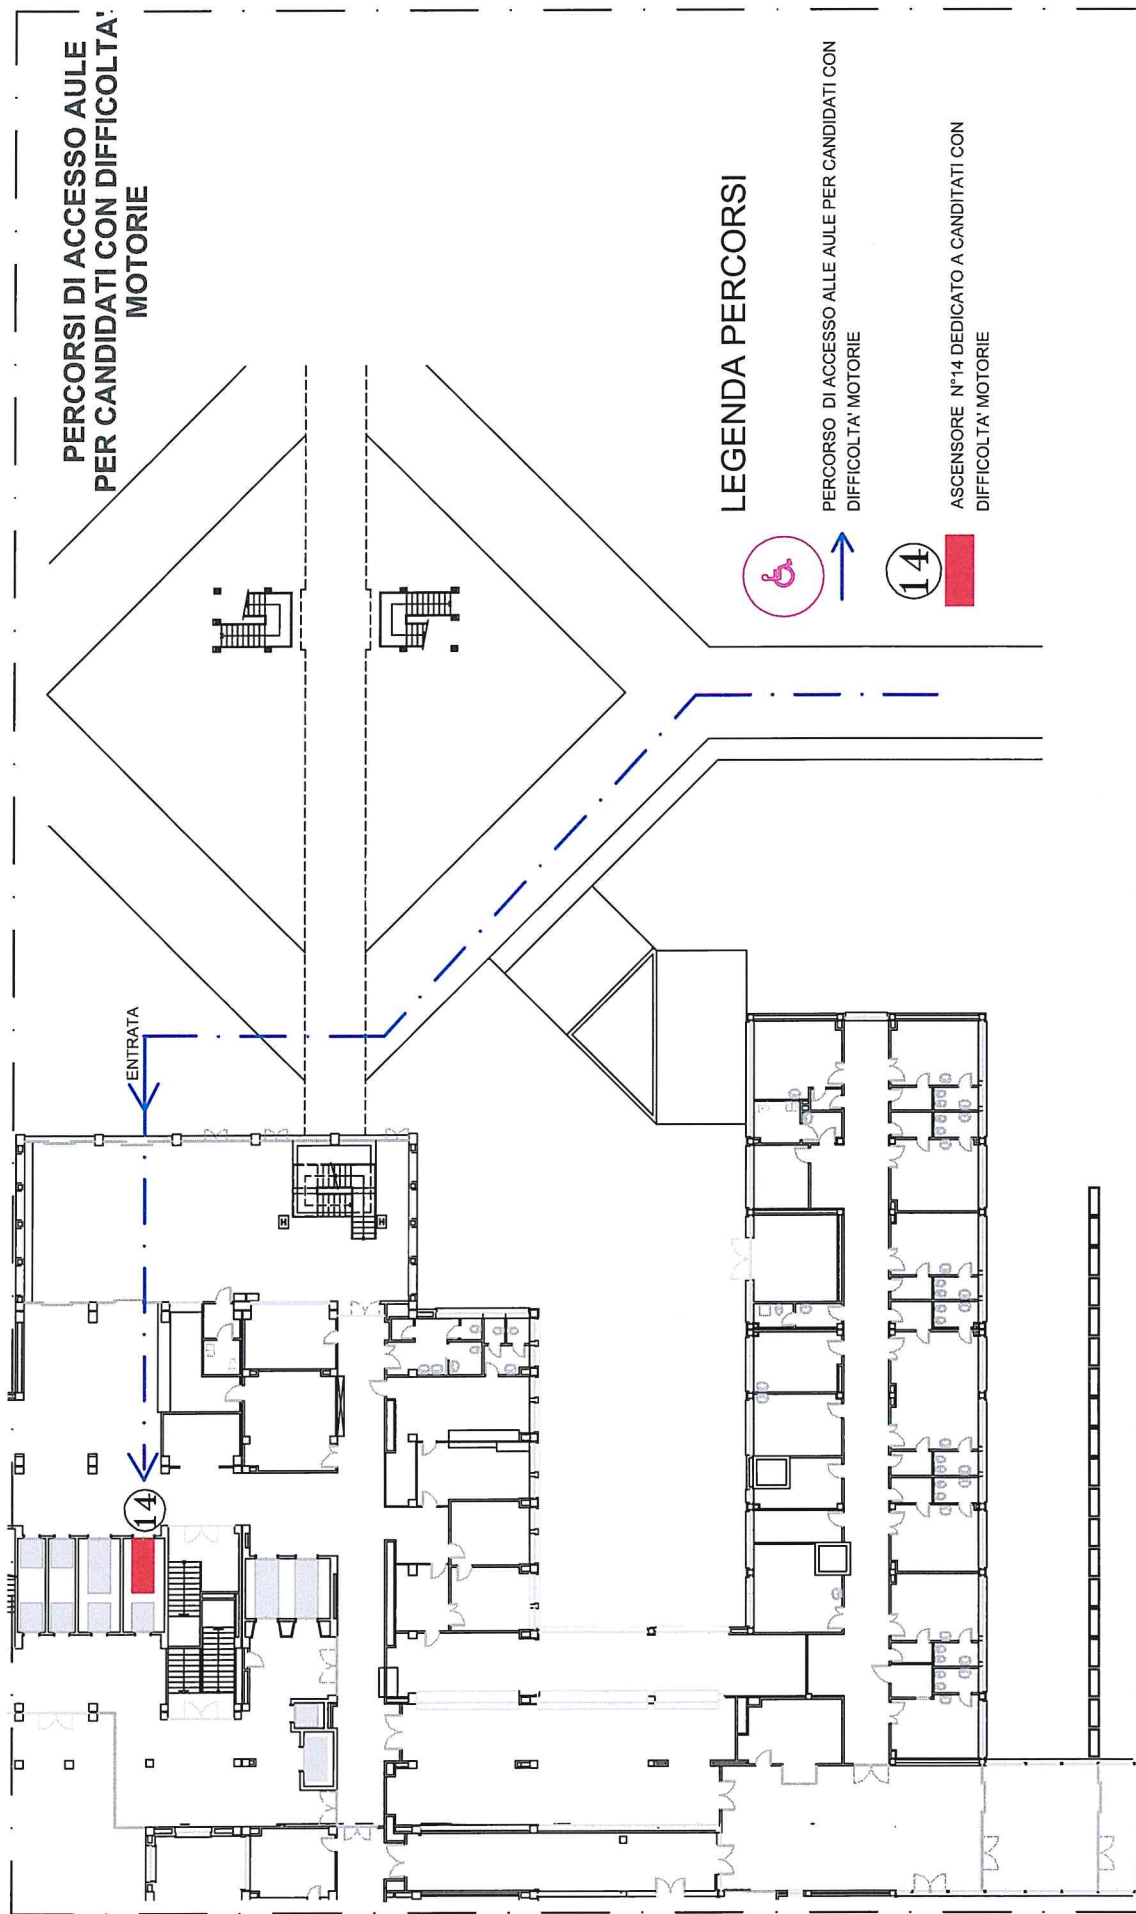 PERCORSI DI ACCESSO AULE
PER CANDIDATI CON DIFFICOLTA'
MOTORIE
ENTRATA
14
LEGENDA PERCORSI
PERCORSO DI ACCESSO ALLE AULE PER CANDIDATI CON
DIFFICOLTA' MOTORIE
14
ASCENSORE N°14 DEDICATO A CANDITATI CON
DIFFICOLTA' MOTORIE